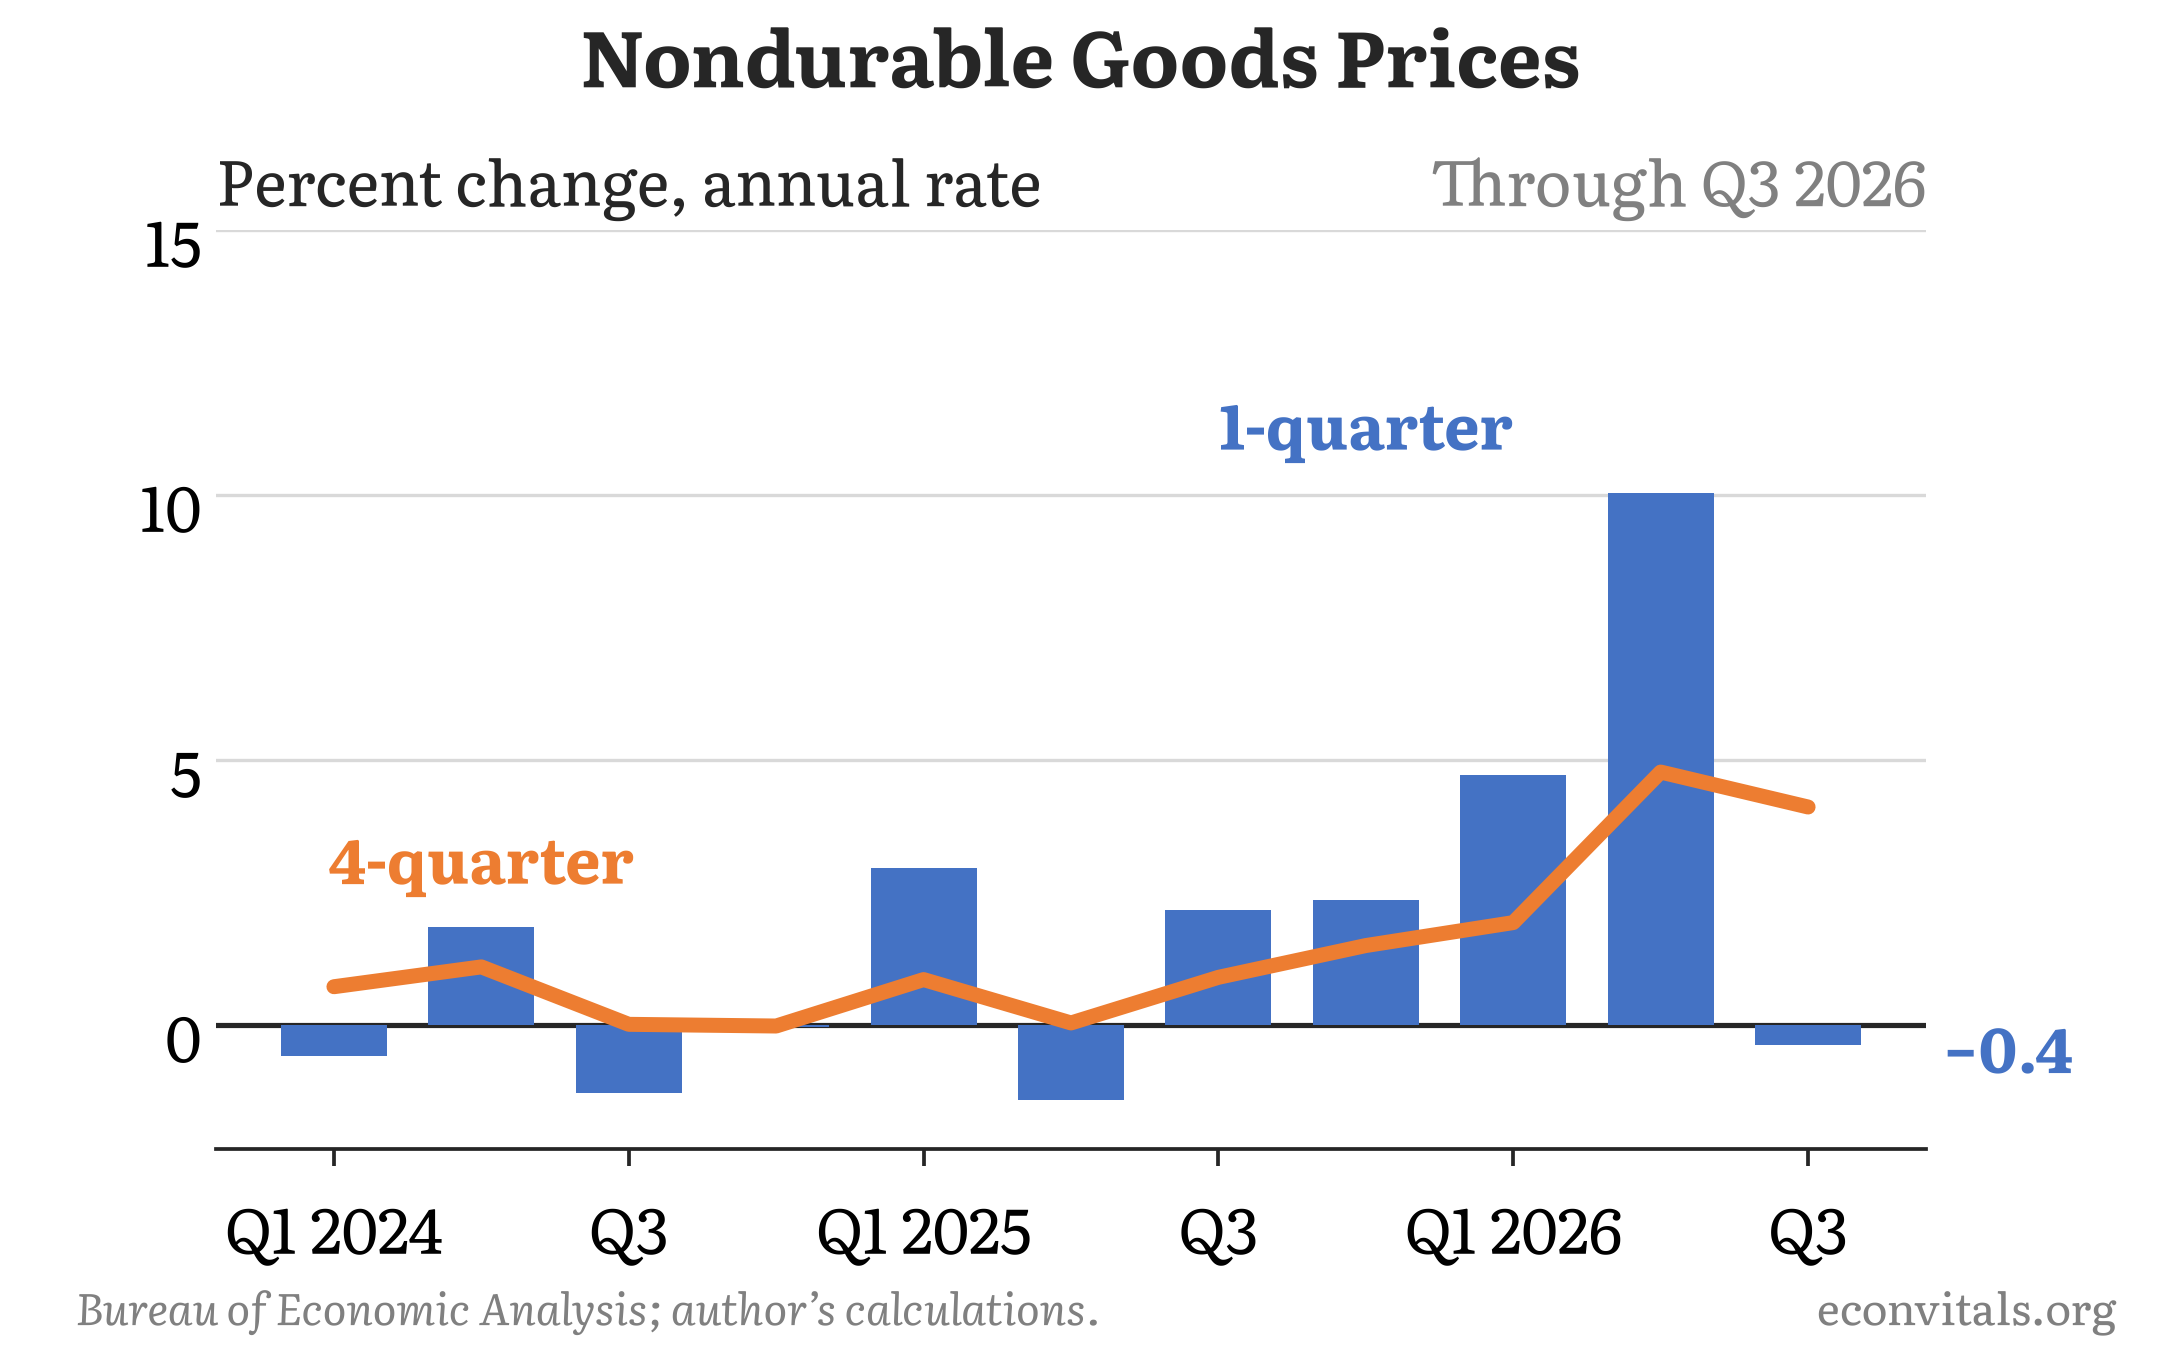 Nondurable Goods Prices
Percent change, annual rate
Through Q3 2026
15
10
5
0
1-quarter
4-quarter
−0.4
Q1 2024
Q3
Q1 2025
Q3
Q1 2026
Q3
Bureau of Economic Analysis; author’s calculations.
econvitals.org